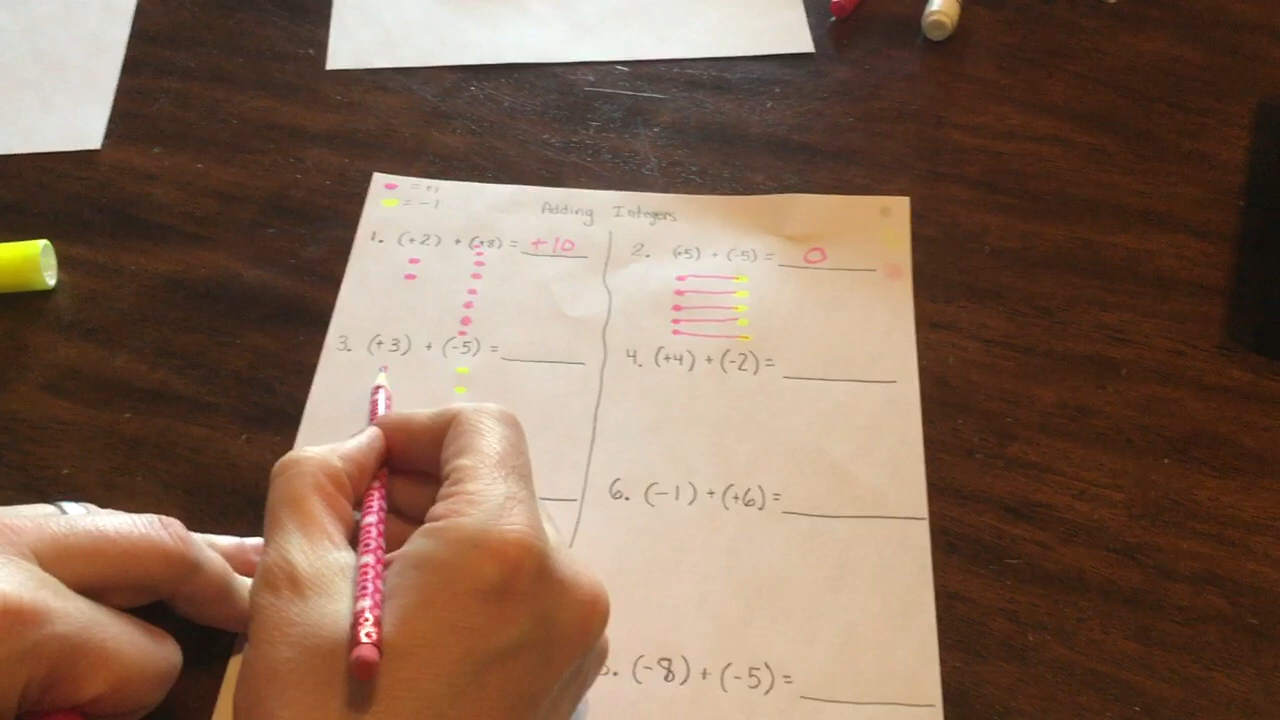 = +1
= -1
Adding Integers
1. (+2) + (+8) = +10
2. (+5) + (-5) = 0
3. (+3) + (-5) =
4. (+4) + (-2) =
6. (-1) + (+6) =
(-8) + (-5) =